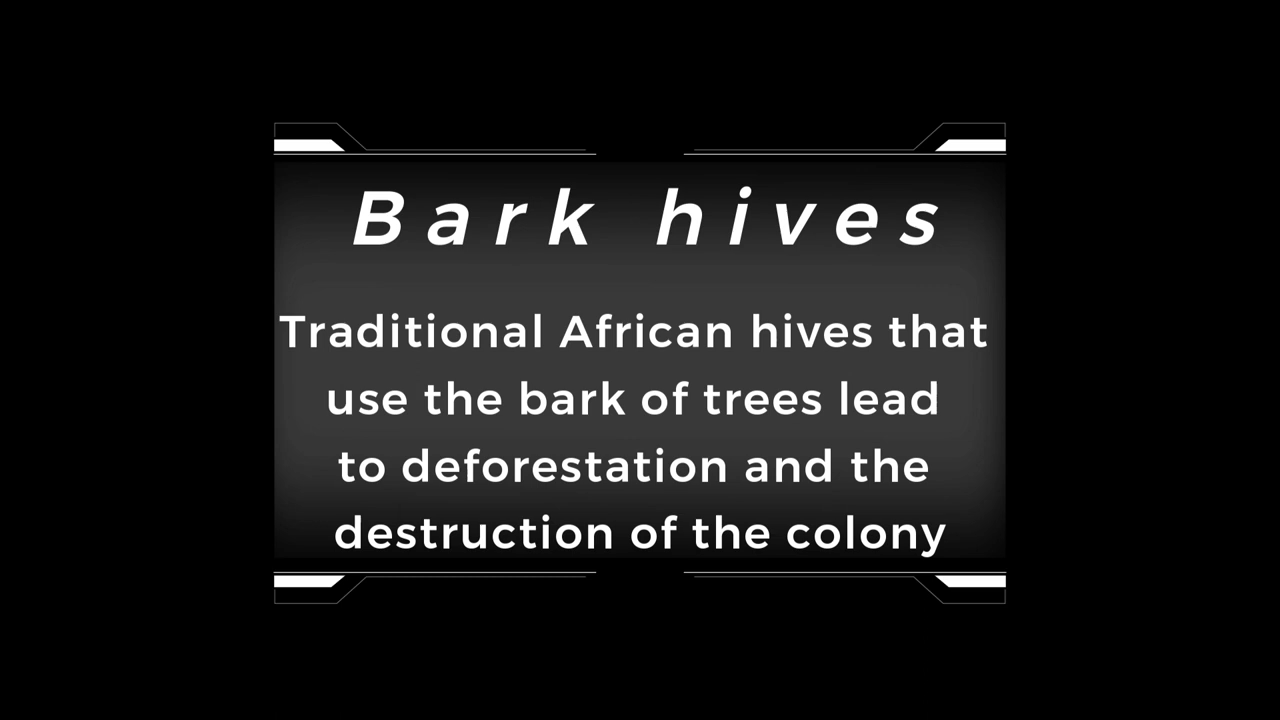 Bark hives
Traditional African hives that
use the bark of trees lead
to deforestation and the
destruction of the colony